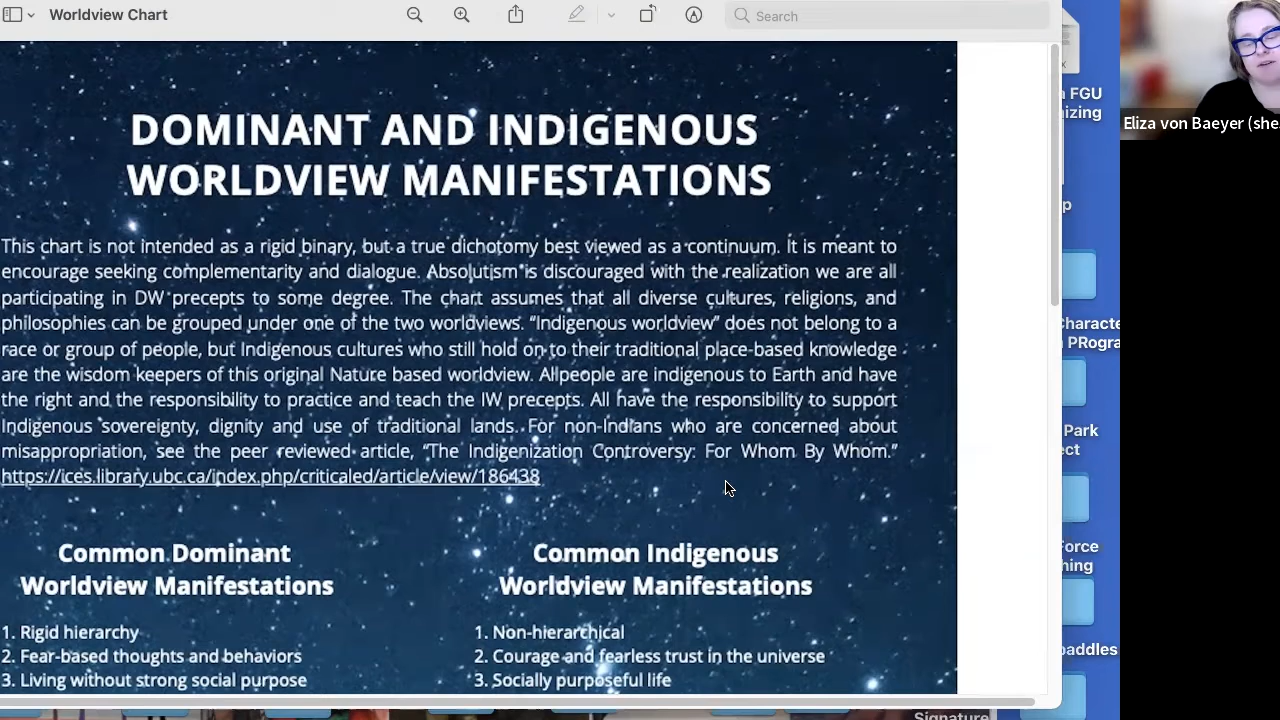 Worldview Chart
Search
DOMINANT AND INDIGENOUS
WORLDVIEW MANIFESTATIONS
This chart is not intended as a rigid binary, but a true dichotomy best viewed as a continuum. It is meant to
encourage seeking complementarity and dialogue. Absolutism is discouraged with the realization we are all
participating in DW precepts to some degree. The chart assumes that all diverse cultures, religions, and
philosophies can be grouped under one of the two worldviews. “Indigenous worldview” does not belong to a
race or group of people, but Indigenous cultures who still hold on to their traditional place-based knowledge
are the wisdom keepers of this original Nature based worldview. Allpeople are indigenous to Earth and have
the right and the responsibility to practice and teach the IW precepts. All have the responsibility to support
Indigenous sovereignty, dignity and use of traditional lands. For non-Indians who are concerned about
misappropriation, see the peer reviewed article, “The Indigenization Controversy: For Whom By Whom.”
https://ices.library.ubc.ca/index.php/criticaled/article/view/186438
Common Dominant
Worldview Manifestations
1. Rigid hierarchy
2. Fear-based thoughts and behaviors
3. Living without strong social purpose
Common Indigenous
Worldview Manifestations
1. Non-hierarchical
2. Courage and fearless trust in the universe
3. Socially purposeful life
FGU
izing
p
Characte
PRogra
Park
ect
Force
hing
paddles
Signature
Eliza von Baeyer (she